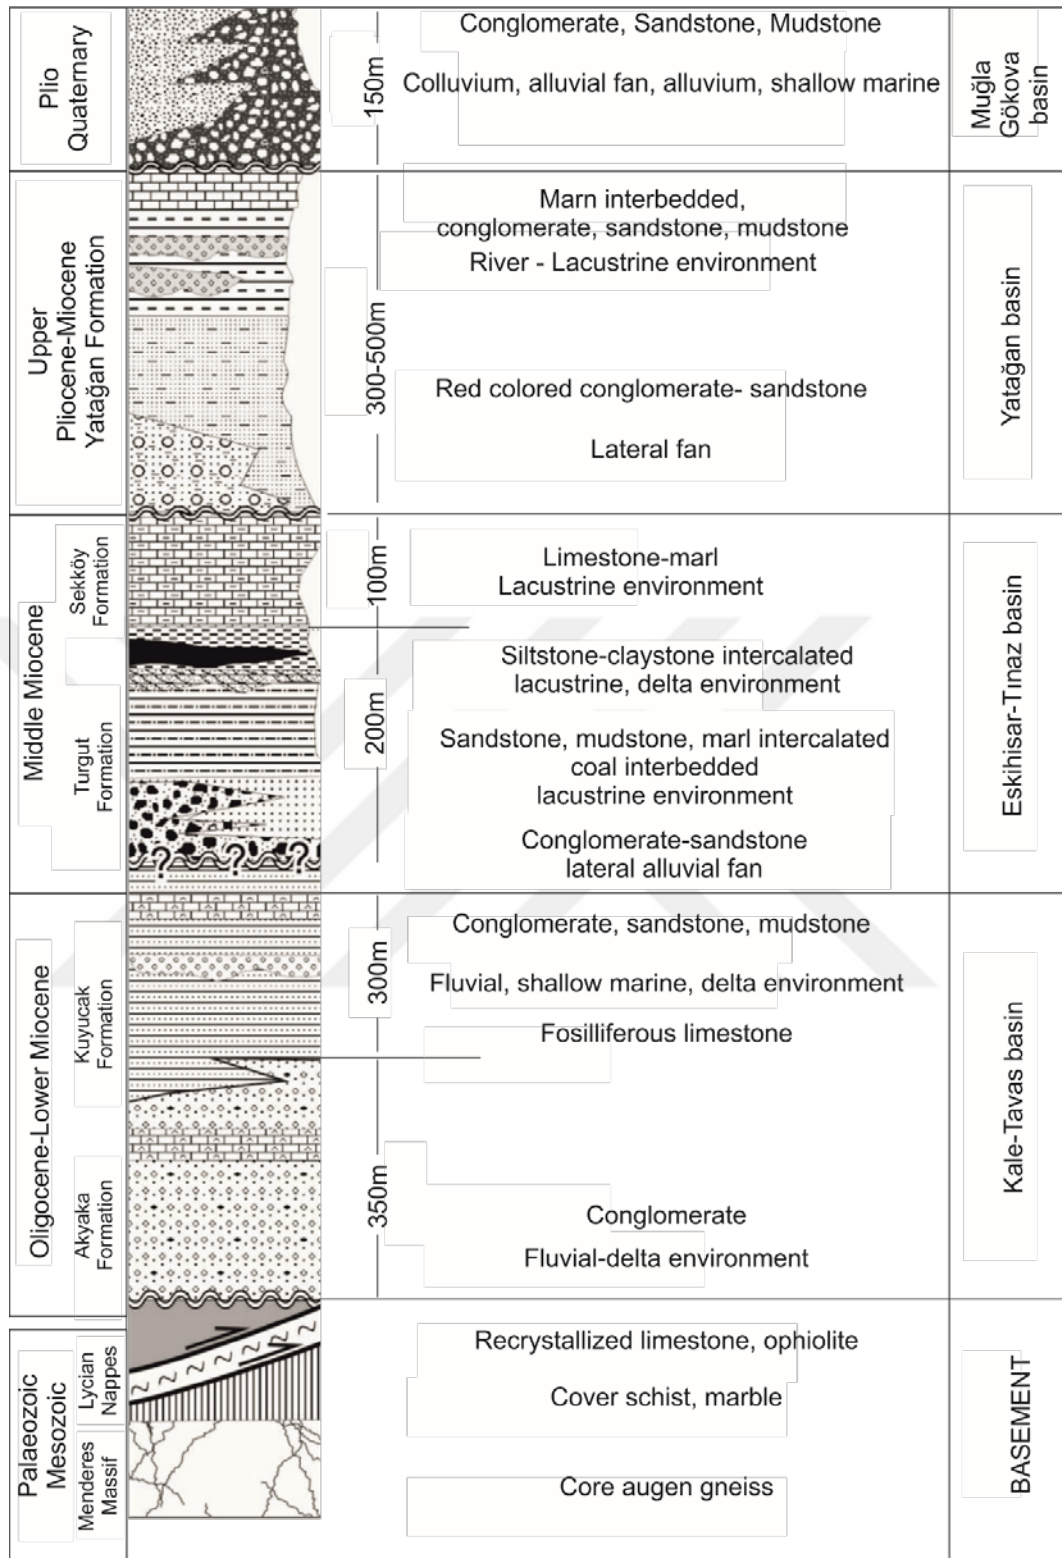 Plio
Quaternary
150m
Conglomerate, Sandstone, Mudstone
Colluvium, alluvial fan, alluvium, shallow marine
Muğla
Gökova
basin
Upper
Pliocene-Miocene
Yatağan Formation
300-500m
Marn interbedded,
conglomerate, sandstone, mudstone
River - Lacustrine environment
Red colored conglomerate- sandstone
Lateral fan
Yatağan basin
Middle Miocene
Sekköy
Formation
100m
Limestone-marl
Lacustrine environment
Turgut
Formation
200m
Siltstone-claystone intercalated
lacustrine, delta environment
Sandstone, mudstone, marl intercalated
coal interbedded
lacustrine environment
Conglomerate-sandstone
lateral alluvial fan
? ? ?
Eskihisar-Tınaz basin
Oligocene-Lower Miocene
Kuyucak
Formation
300m
Conglomerate, sandstone, mudstone
Fluvial, shallow marine, delta environment
Fosilliferous limestone
Akyaka
Formation
350m
Conglomerate
Fluvial-delta environment
Kale-Tavas basin
Palaeozoic
Mesozoic
Lycian
Nappes
Recrystallized limestone, ophiolite
Cover schist, marble
Menderes
Massif
Core augen gneiss
BASEMENT